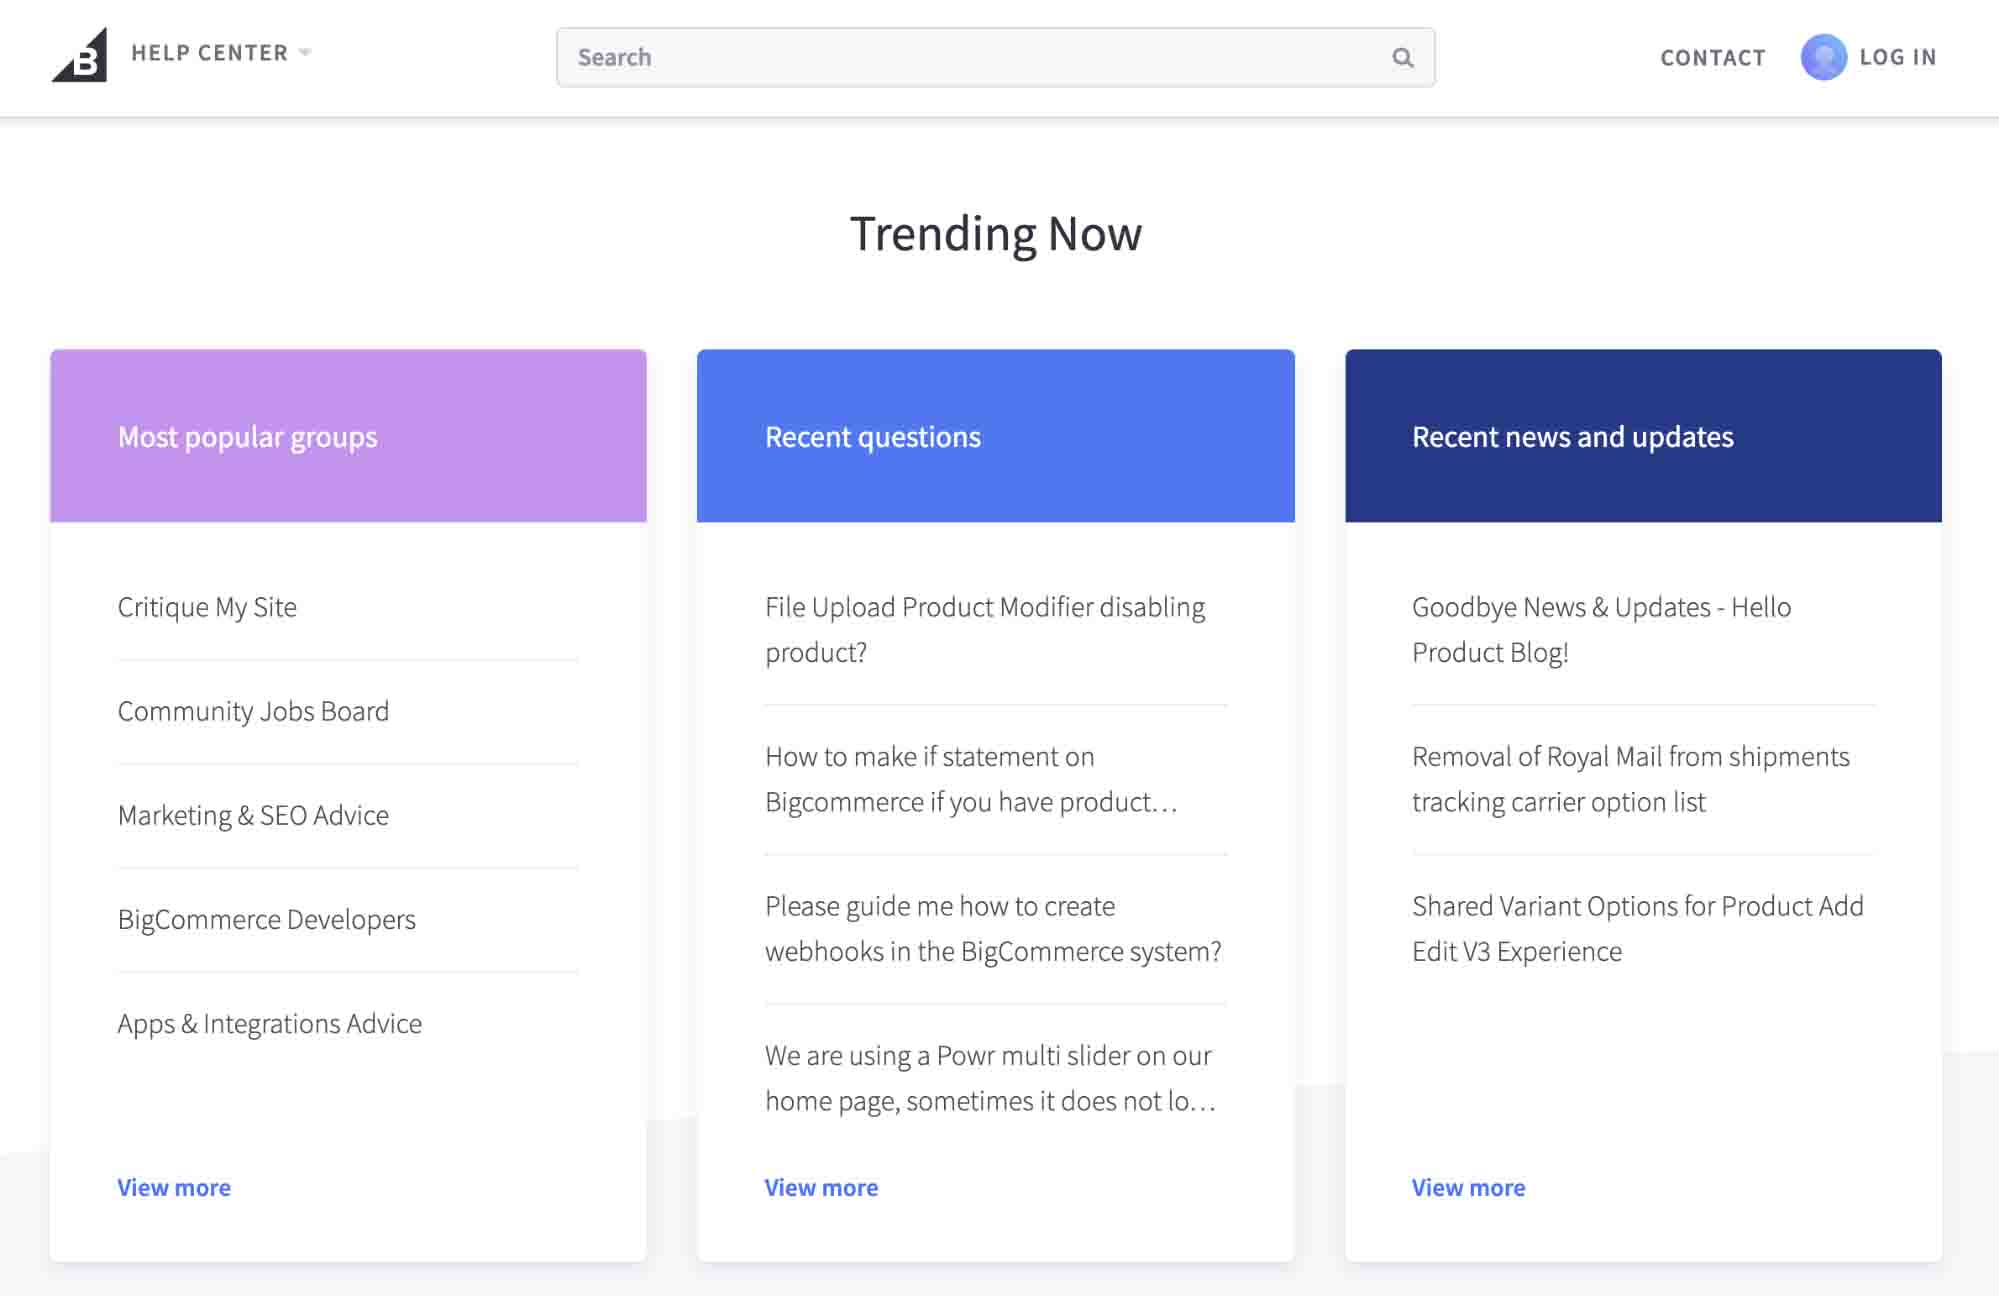 B
HELP CENTER
Search
CONTACT
LOG IN
Trending Now
Most popular groups
Critique My Site
Community Jobs Board
Marketing & SEO Advice
BigCommerce Developers
Apps & Integrations Advice
View more
Recent questions
File Upload Product Modifier disabling
product?
How to make if statement on
Bigcommerce if you have product…
Please guide me how to create
webhooks in the BigCommerce system?
We are using a Powr multi slider on our
home page, sometimes it does not lo…
View more
Recent news and updates
Goodbye News & Updates - Hello
Product Blog!
Removal of Royal Mail from shipments
tracking carrier option list
Shared Variant Options for Product Add
Edit V3 Experience
View more